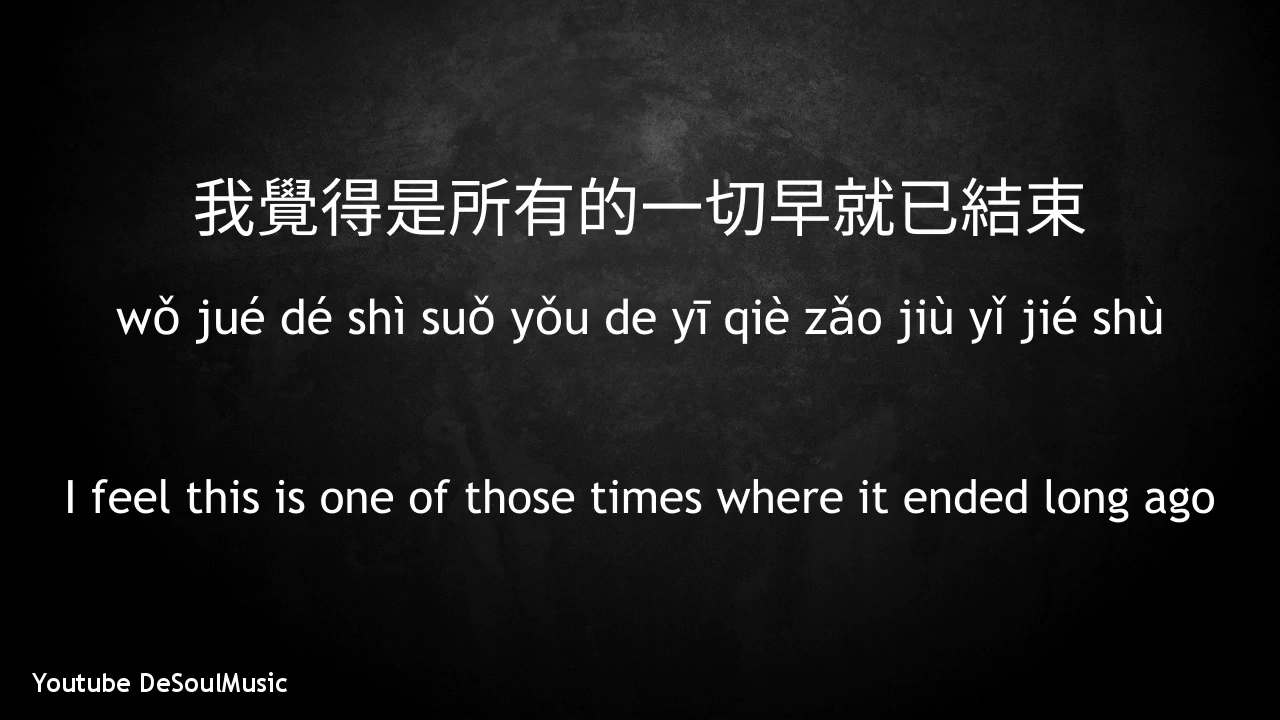 我覺得是所有的一切早就已結束
wǒ jué dé shì suǒ yǒu de yī qiè zǎo jiù yǐ jié shù
I feel this is one of those times where it ended long ago
Youtube DeSoulMusic